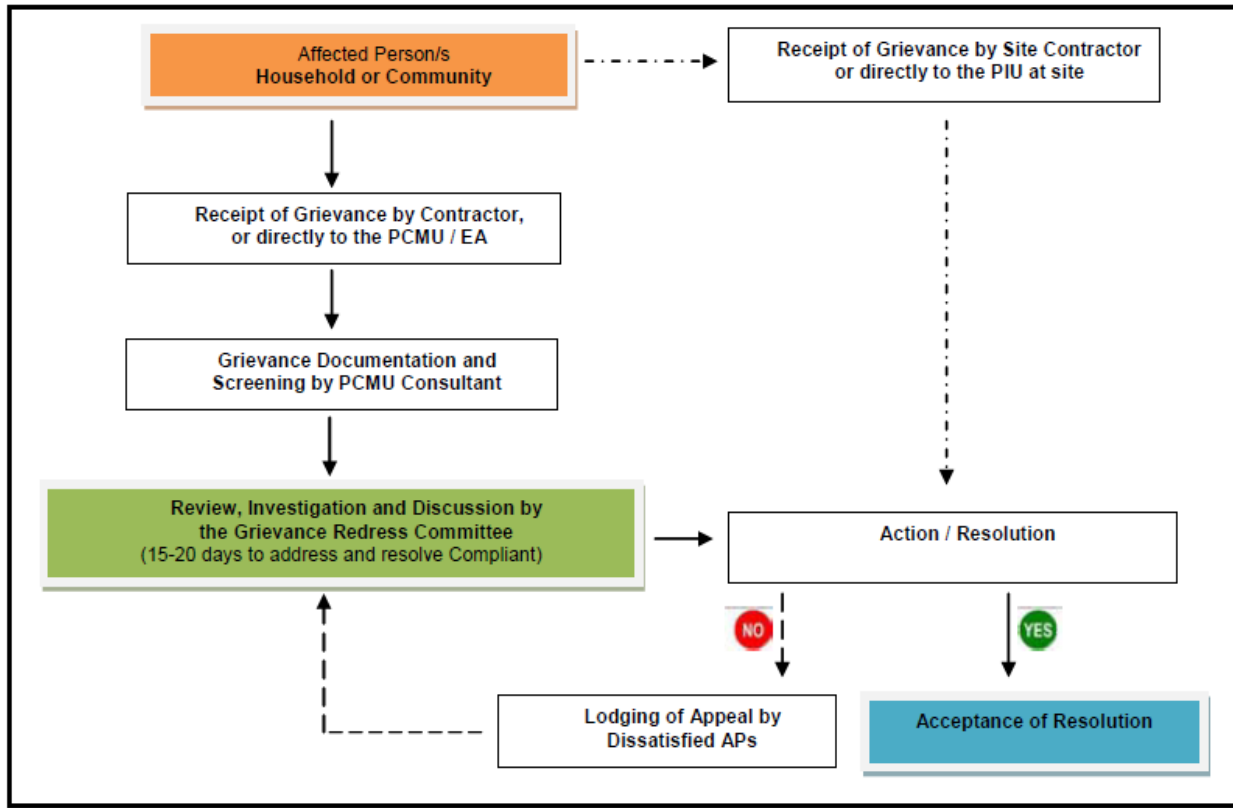 Affected Person/s
Household or Community
Receipt of Grievance by Site Contractor
or directly to the PIU at site
Receipt of Grievance by Contractor,
or directly to the PCMU / EA
Grievance Documentation and
Screening by PCMU Consultant
Review, Investigation and Discussion by
the Grievance Redress Committee
(15-20 days to address and resolve Compliant)
Action / Resolution
NO
YES
Lodging of Appeal by
Dissatisfied APs
Acceptance of Resolution